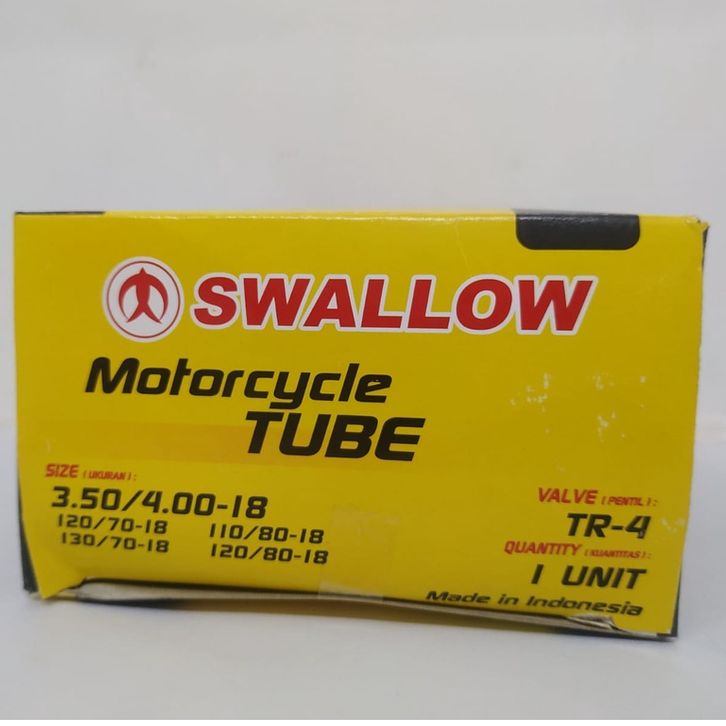 SWALLOW
Motorcycle
TUBE
SIZE (UKURAN):
3.50/4.00-18
120/70-18 110/80-18
130/70-18 120/80-18
VALVE (PENTIL):
TR-4
QUANTITY (KUANTITAS):
1 UNIT
Made in Indonesia